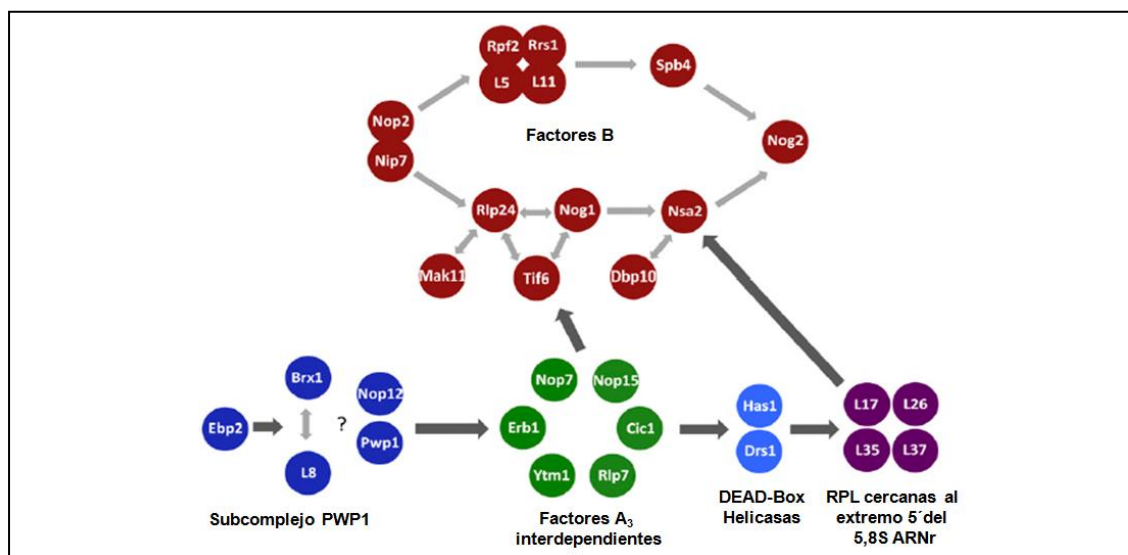 Rpf2 Rrs1
L5 L11
Spb4
Nop2
Nip7
Factores B
Nog2
Rlp24
Nog1
Nsa2
Mak11
Tif6
Dbp10
Ebp2
Brx1
L8
?
Nop12
Pwp1
Subcomplejo PWP1
Nop7
Nop15
Erb1
Cic1
Ytm1
Rlp7
Factores A₃
interdependientes
Has1
Drs1
DEAD-Box
Helicasas
L17 L26
L35 L37
RPL cercanas al
extremo 5´del
5,8S ARNr